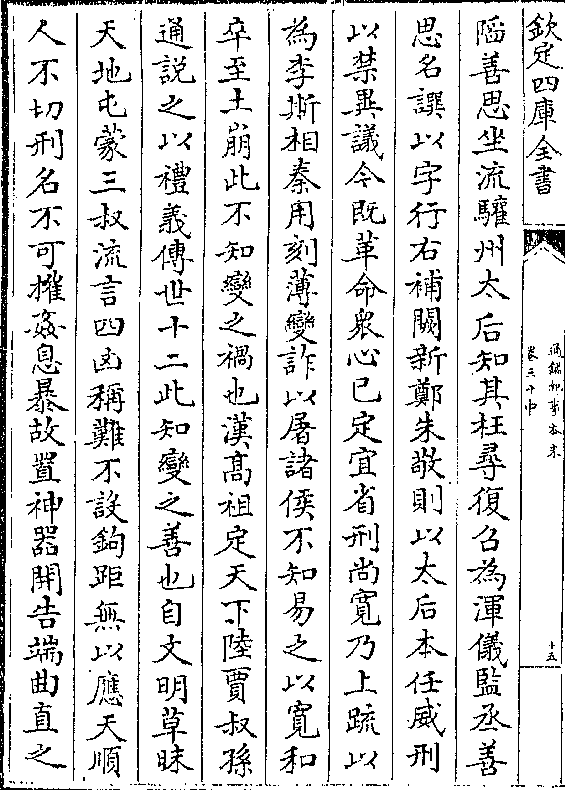 欽定四庫全書
通鑑紀事本末
卷三十中
十五
陷善思坐流驩州太后知其枉尋復召為渾儀監丞善
思名譔以字行右補闕新鄭朱敬則以太后本任威刑
以禁異議今既革命衆心已定宜省刑尚寛乃上疏以
為李斯相秦用刻薄變詐以屠諸侯不知易之以寛和
卒至土崩此不知變之禍也漢髙祖定天下陸賈叔孫
通説之以禮義傳世十二此知變之善也自文明草昧
天地屯蒙三叔流言四凶稱難不設鉤距無以應天順
人不切刑名不可摧姦息暴故置神器開告端曲直之